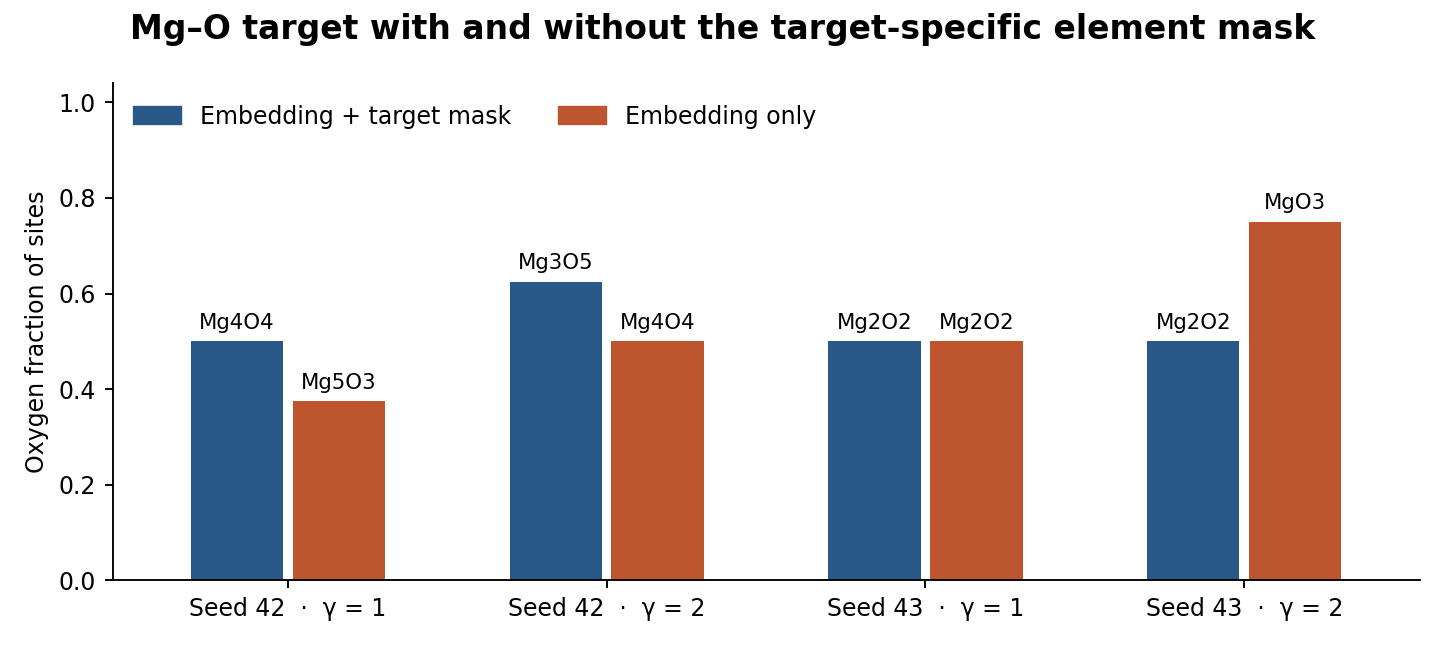 Mg–O target with and without the target-specific element mask
Embedding + target mask
Embedding only
Oxygen fraction of sites
1.0
0.8
0.6
0.4
0.2
0.0
Mg4O4
Mg5O3
Mg3O5
Mg4O4
Mg2O2
Mg2O2
Mg2O2
MgO3
Seed 42 · γ = 1
Seed 42 · γ = 2
Seed 43 · γ = 1
Seed 43 · γ = 2